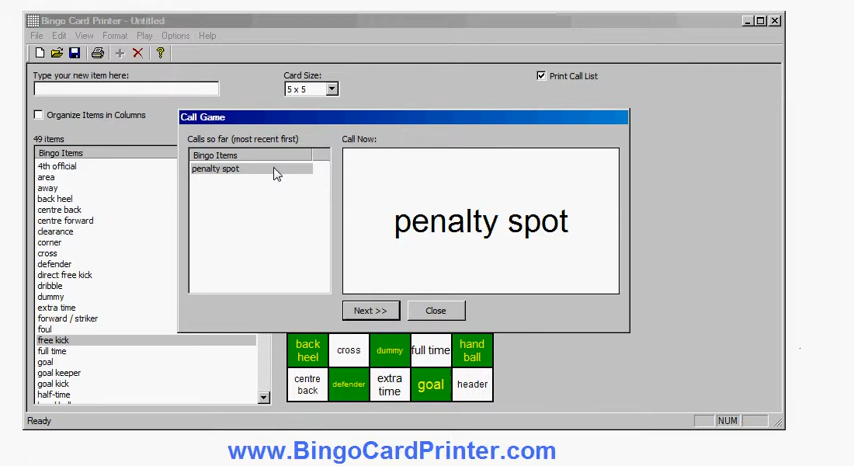 Bingo Card Printer - Untitled
File Edit View Format Play Options Help
Type your new item here:
Card Size:
5 x 5
Print Call List
Organize Items in Columns
49 items
Bingo Items
4th official
area
away
back heel
centre back
centre forward
clearance
corner
cross
defender
direct free kick
dribble
dummy
extra time
forward / striker
foul
free kick
full time
goal
goal keeper
goal kick
half-time
Call Game
Calls so far (most recent first)
Bingo Items
penalty spot
Call Now:
penalty spot
Next >>
Close
back heel
cross
dummy
full time
hand ball
centre back
defender
extra time
goal
header
Ready
NUM
www.BingoCardPrinter.com